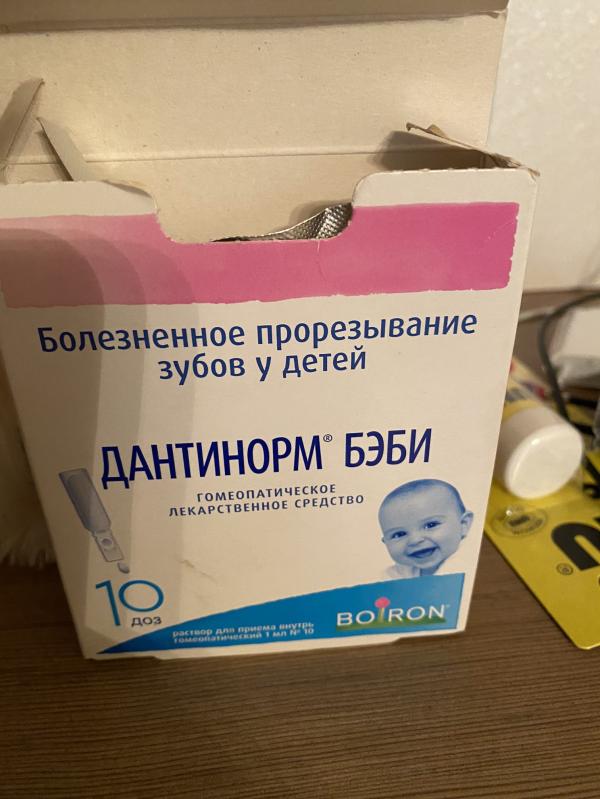 Болезненное прорезывание
зубов у детей
ДАНТИНОРМ® БЭБИ
ГОМЕОПАТИЧЕСКОЕ
ЛЕКАРСТВЕННОЕ СРЕДСТВО
10
ДОЗ
раствор для приема внутрь
гомеопатический 1 мл № 10
BOIRON